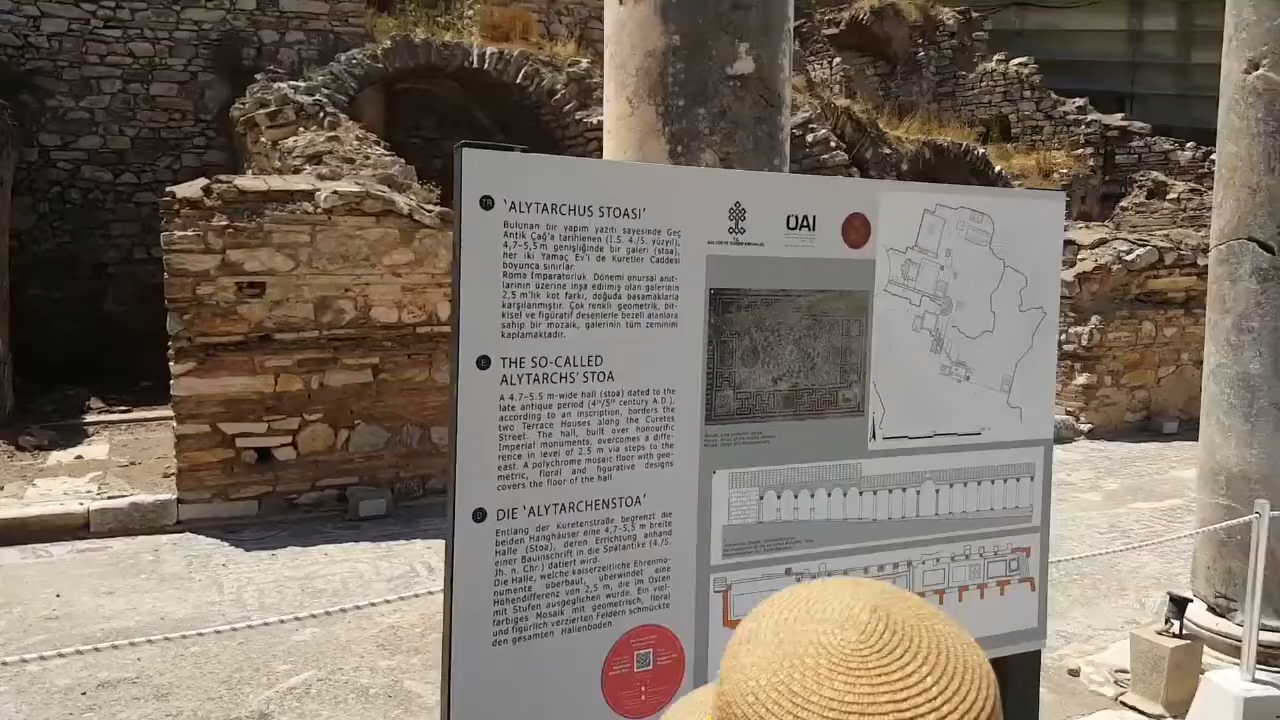 TR 'ALYTARCHUS STOASI'
Bulunan bir yapım yazıtı sayesinde Geç
Antik Çağ'a tarihlenen (İ.S. 4./5. yüzyıl),
4,7–5,5 m genişliğinde bir galeri (stoa),
her iki Yamaç Ev'i de Kuretler Caddesi
boyunca sınırlar.
Roma İmparatorluk Dönemi onursal anıt-
larının üzerine inşa edilmiş olan galerinin
2,5 m'lik kot farkı, doğuda basamaklarla
karşılanmıştır. Çok renkli geometrik, bit-
kisel ve figüratif desenlerle bezeli alanlara
sahip bir mozaik, galerinin tüm zeminini
kaplamaktadır.
E THE SO-CALLED
ALYTARCHS' STOA
A 4.7–5.5 m-wide hall (stoa) dated to the
late antique period (4th/5th century A.D.),
according to an inscription, borders the
two Terrace Houses along the Curetes
Street. The hall, built over honourific
Imperial monuments, overcomes a diffe-
rence in level of 2.5 m via steps to the
east. A polychrome mosaic floor with geo-
metric, floral and figurative designs
covers the floor of the hall.
D DIE 'ALYTARCHENSTOA'
Entlang der Kuretenstraße begrenzt die
beiden Hanghäuser eine 4,7–5,5 m breite
Halle (Stoa), deren Errichtung anhand
einer Bauinschrift in die Spätantike (4./5.
Jh. n. Chr.) datiert wird.
Die Halle, welche kaiserzeitliche Ehrenmo-
numente überbaut, überwindet eine
Höhendifferenz von 2,5 m, die im Osten
mit Stufen ausgeglichen wurde. Ein viel-
farbiges Mosaik mit geometrisch, floral
und figürlich verzierten Feldern schmückte
den gesamten Hallenboden.
ÖAI